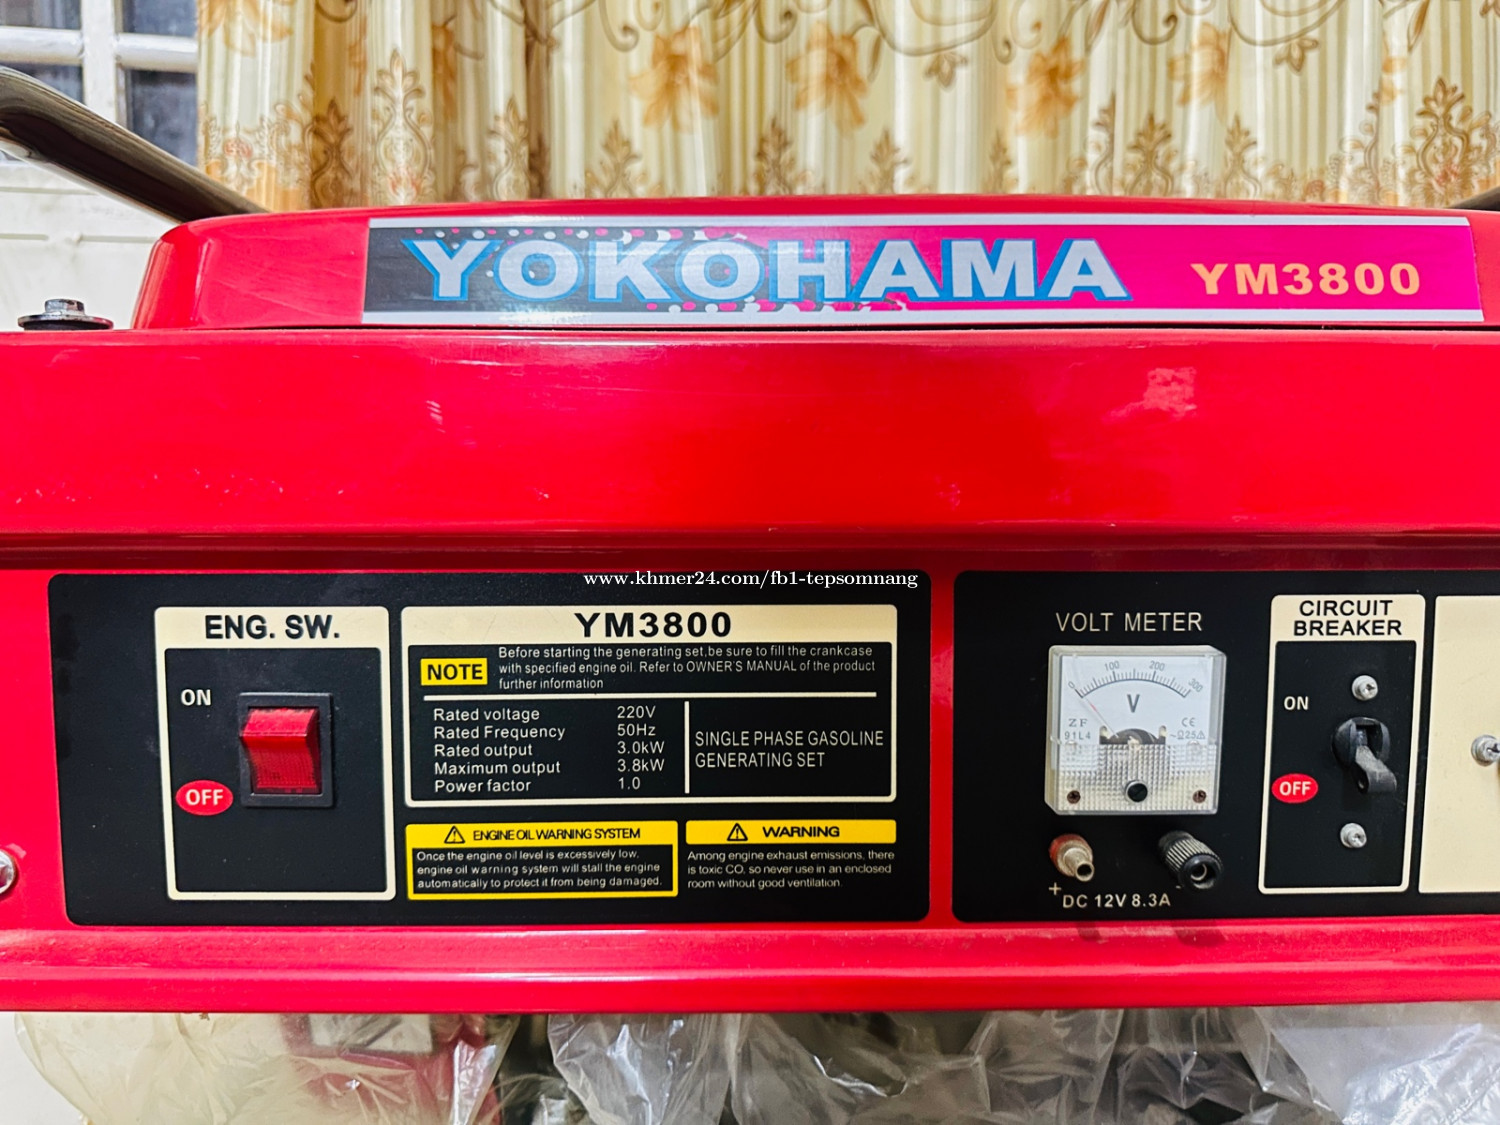 YOKOHAMA YM3800
www.khmer24.com/fb1-tepsomnang
ENG. SW.
ON
OFF
YM3800
NOTE
Before starting the generating set,be sure to fill the crankcase
with specified engine oil. Refer to OWNER'S MANUAL of the product
further information
Rated voltage 220V
Rated Frequency 50Hz
Rated output 3.0kW
Maximum output 3.8kW
Power factor 1.0
SINGLE PHASE GASOLINE
GENERATING SET
ENGINE OIL WARNING SYSTEM
Once the engine oil level is excessively low,
engine oil warning system will stall the engine
automatically to protect it from being damaged.
WARNING
Among engine exhaust emissions, there
is toxic CO, so never use in an enclosed
room without good ventilation.
VOLT METER
0 100 200 300
V
ZF
91L4
CE
~Ω2.5⚠
+
DC 12V 8.3A
CIRCUIT
BREAKER
ON
OFF